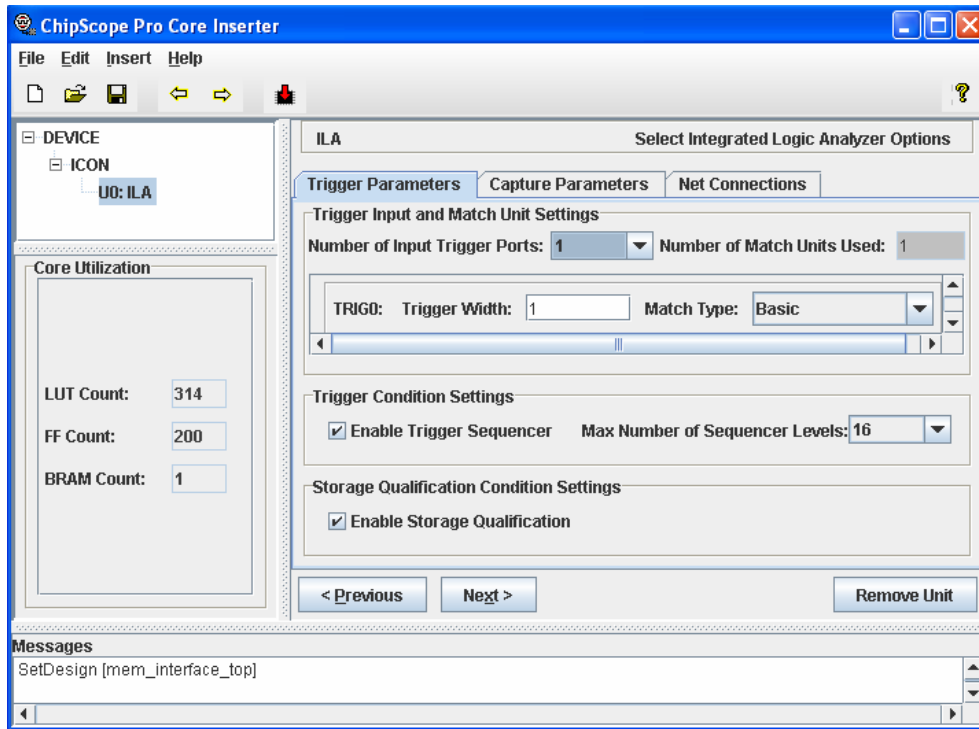 ChipScope Pro Core Inserter
File Edit Insert Help
DEVICE
ICON
U0: ILA
ILA Select Integrated Logic Analyzer Options
Trigger Parameters Capture Parameters Net Connections
Trigger Input and Match Unit Settings
Number of Input Trigger Ports: 1 Number of Match Units Used: 1
TRIG0: Trigger Width: 1 Match Type: Basic
Core Utilization
LUT Count: 314
FF Count: 200
BRAM Count: 1
Trigger Condition Settings
Enable Trigger Sequencer Max Number of Sequencer Levels: 16
Storage Qualification Condition Settings
Enable Storage Qualification
< Previous Next > Remove Unit
Messages
SetDesign [mem_interface_top]